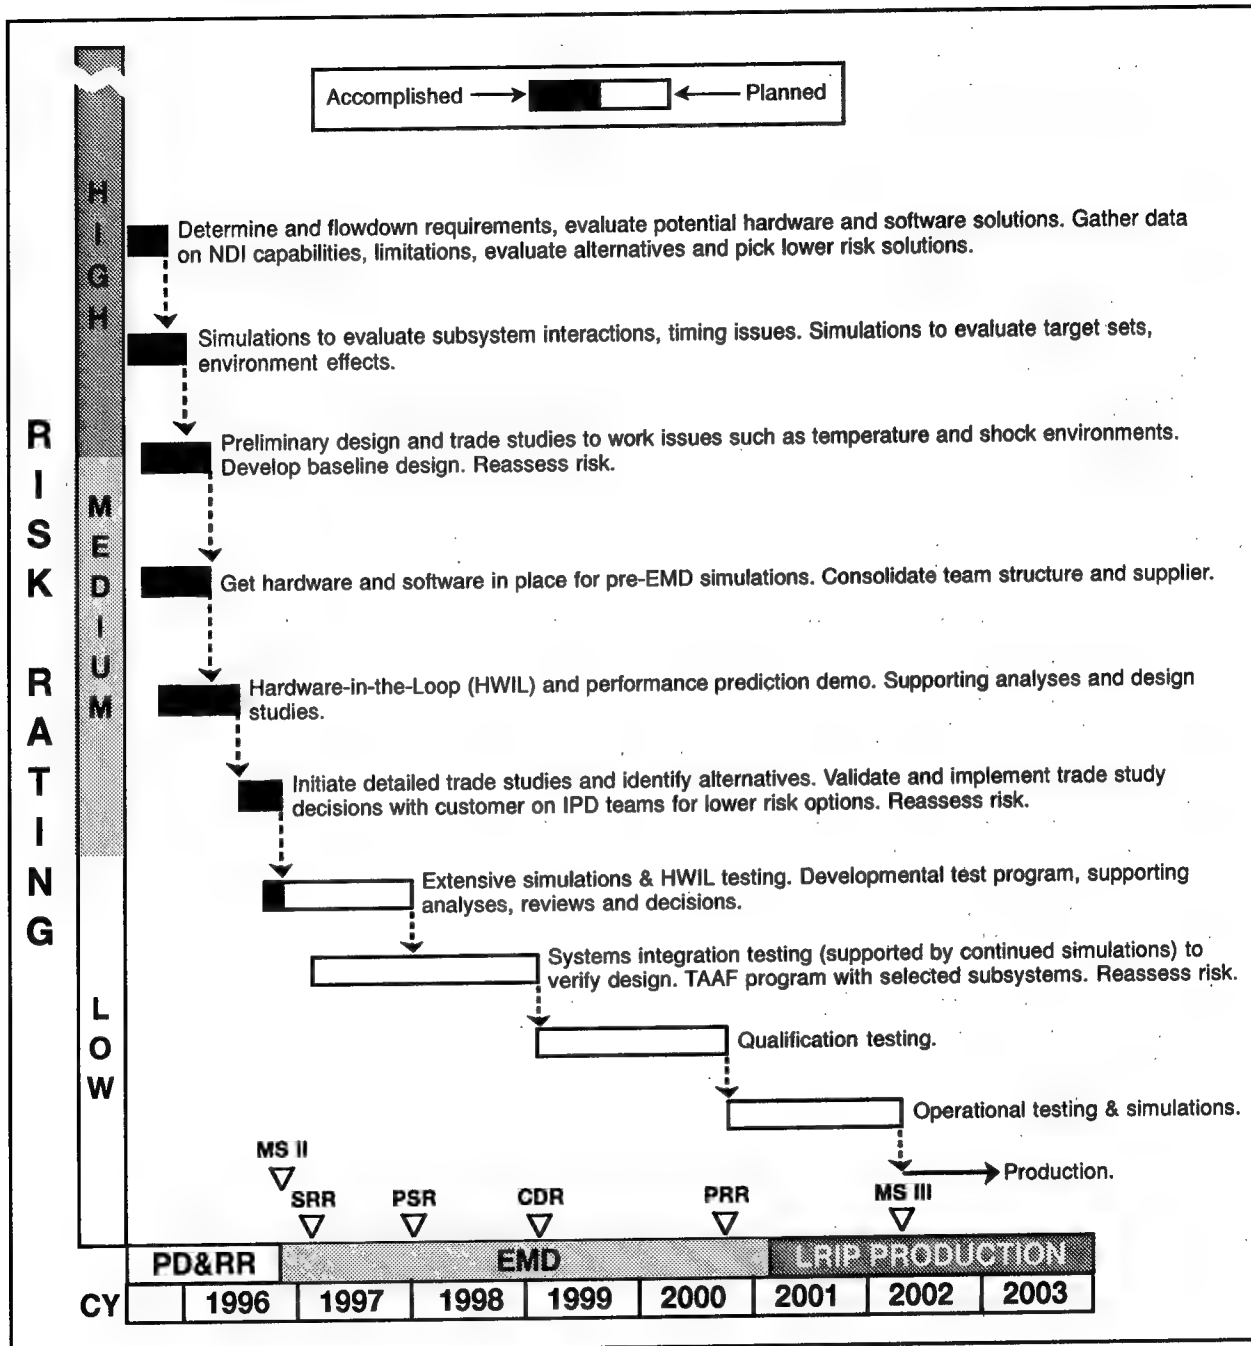 Accomplished
Planned
HIGH
MEDIUM
LOW
RISK RATING
Determine and flowdown requirements, evaluate potential hardware and software solutions. Gather data
on NDI capabilities, limitations, evaluate alternatives and pick lower risk solutions.
Simulations to evaluate subsystem interactions, timing issues. Simulations to evaluate target sets,
environment effects.
Preliminary design and trade studies to work issues such as temperature and shock environments.
Develop baseline design. Reassess risk.
Get hardware and software in place for pre-EMD simulations. Consolidate team structure and supplier.
Hardware-in-the-Loop (HWIL) and performance prediction demo. Supporting analyses and design
studies.
Initiate detailed trade studies and identify alternatives. Validate and implement trade study
decisions with customer on IPD teams for lower risk options. Reassess risk.
Extensive simulations & HWIL testing. Developmental test program, supporting
analyses, reviews and decisions.
Systems integration testing (supported by continued simulations) to
verify design. TAAF program with selected subsystems. Reassess risk.
Qualification testing.
Operational testing & simulations.
Production.
MS II
SRR
PSR
CDR
PRR
MS III
PD&RR
EMD
LRIP PRODUCTION
CY
1996
1997
1998
1999
2000
2001
2002
2003